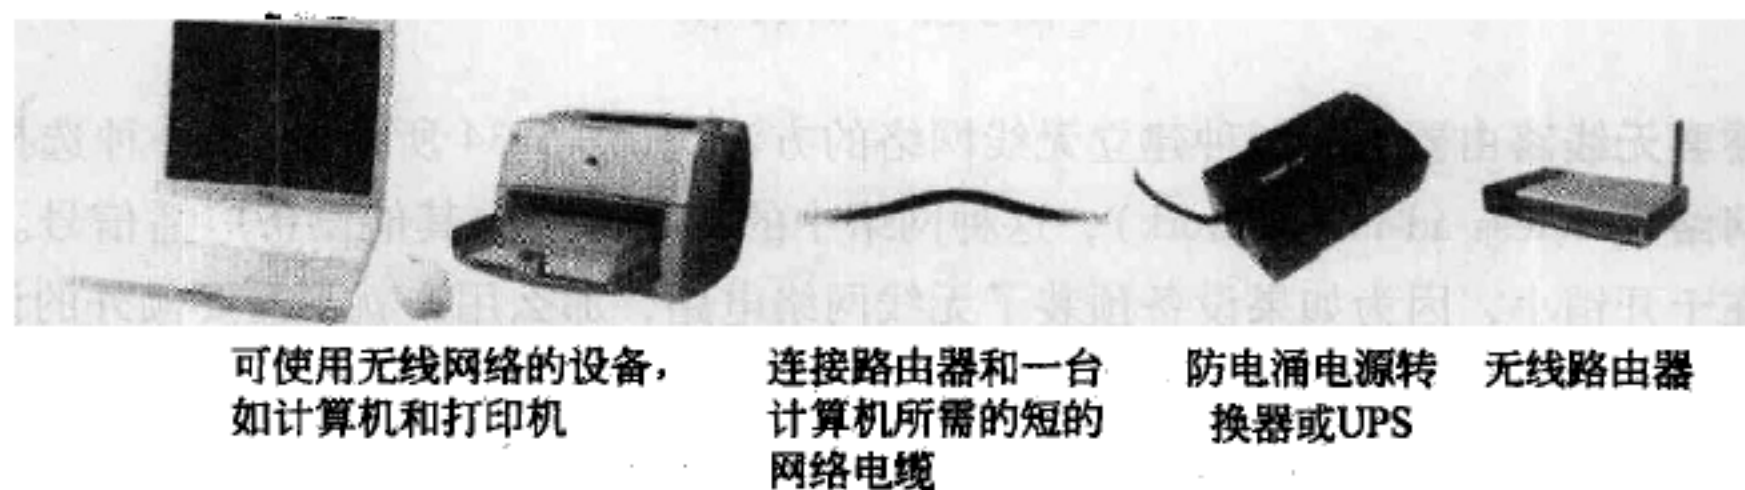 可使用无线网络的设备，
如计算机和打印机
连接路由器和一台
计算机所需的短的
网络电缆
防电涌电源转
换器或UPS
无线路由器